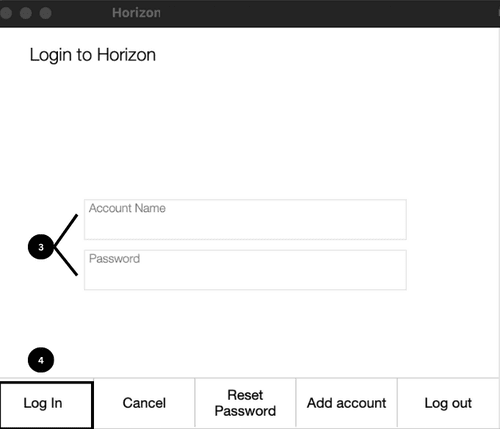 Horizon
Login to Horizon
Account Name
3
Password
4
Log In
Cancel
Reset
Password
Add account
Log out